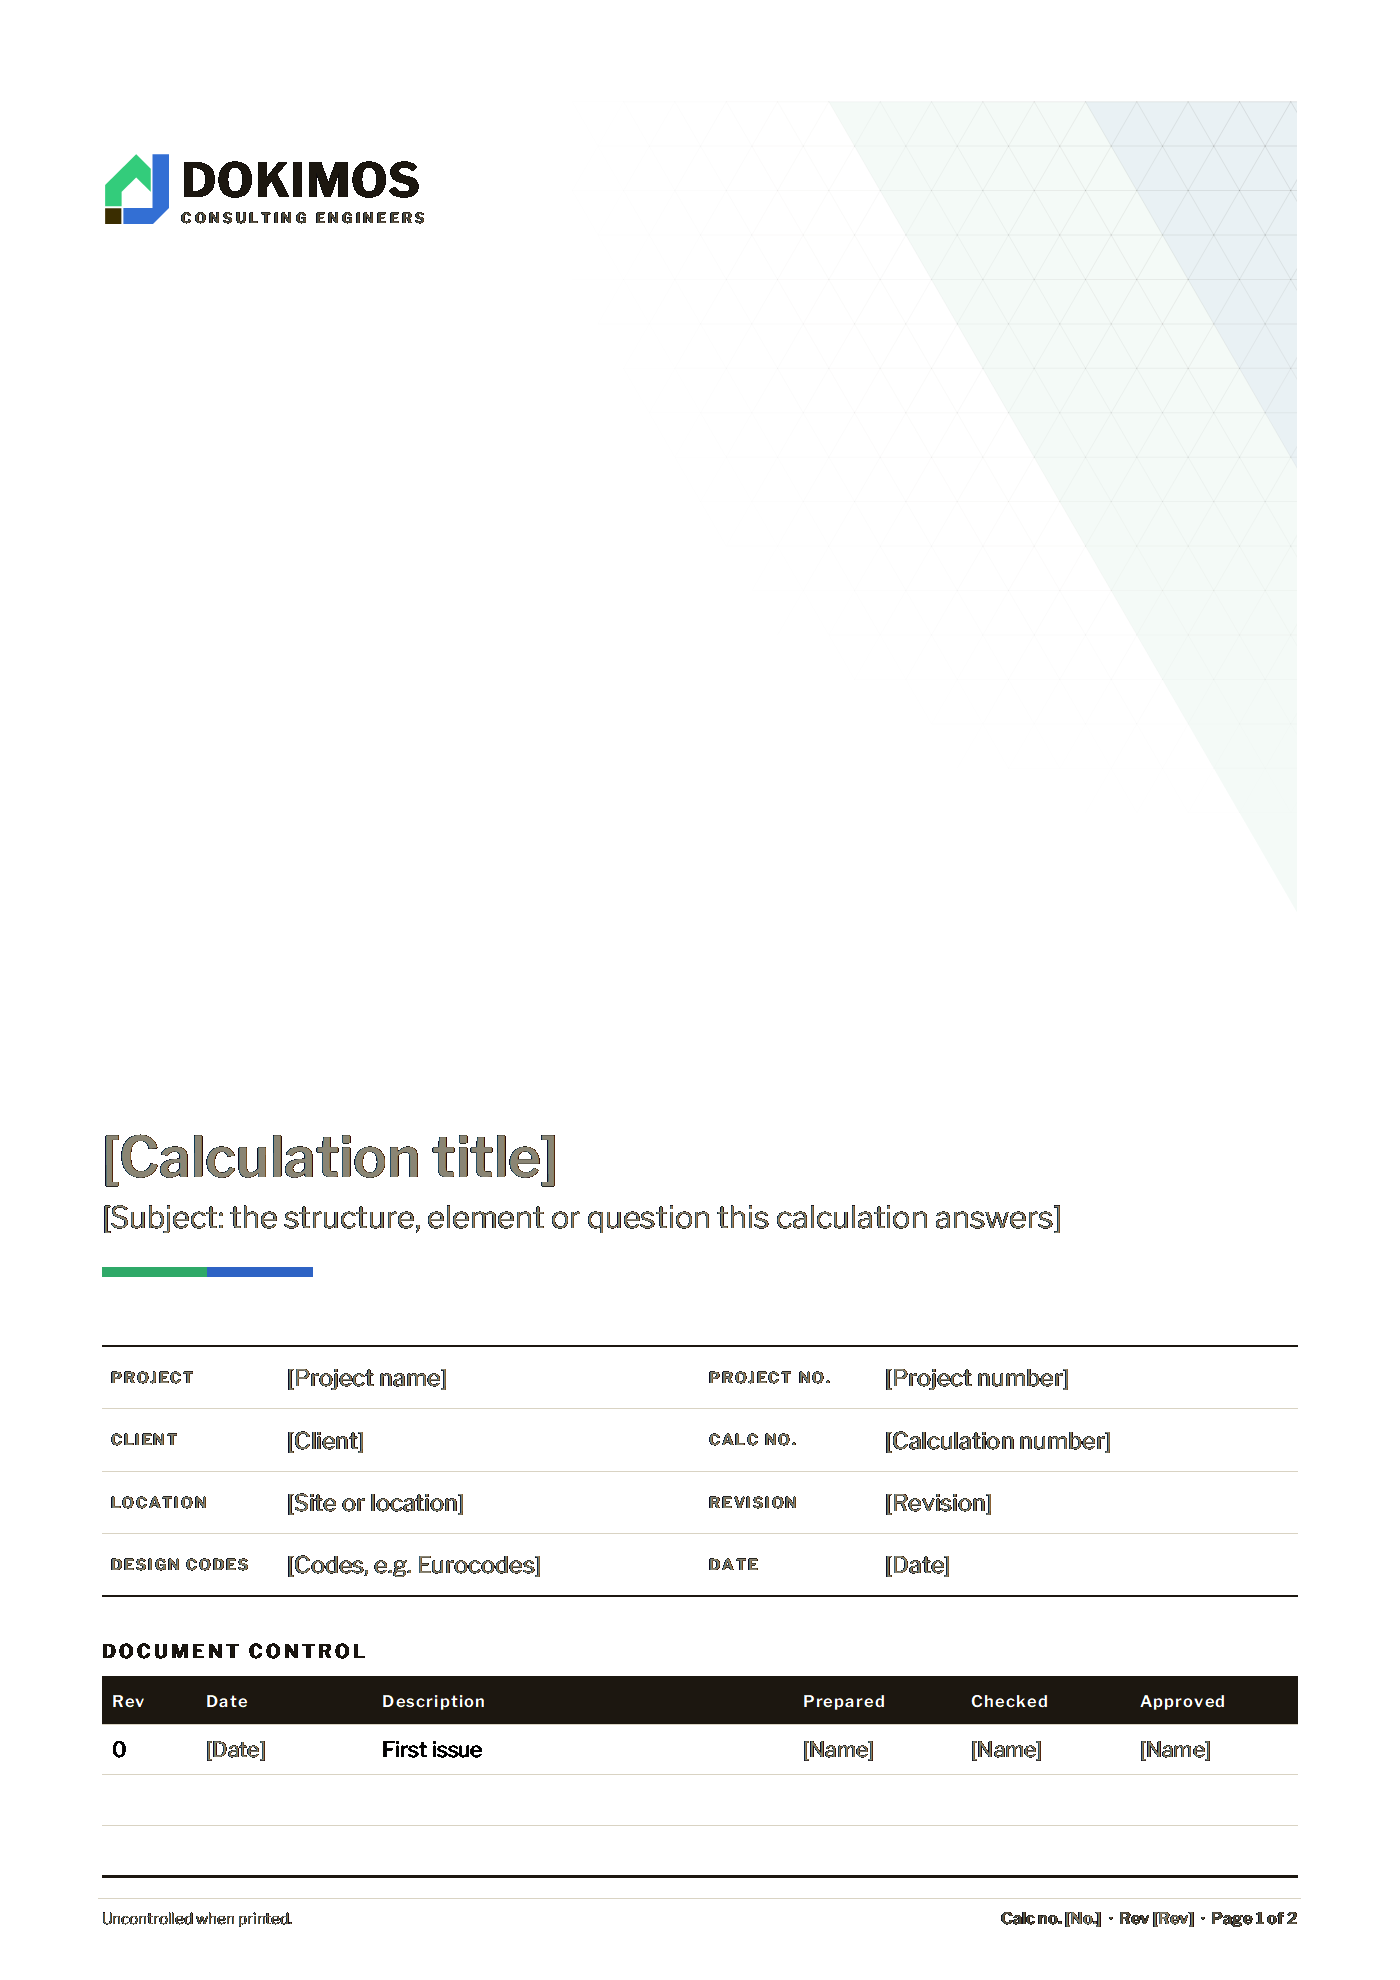 DOKIMOS
CONSULTING ENGINEERS
[Calculation title]
[Subject: the structure, element or question this calculation answers]
PROJECT [Project name] PROJECT NO. [Project number]
CLIENT [Client] CALC NO. [Calculation number]
LOCATION [Site or location] REVISION [Revision]
DESIGN CODES [Codes, e.g. Eurocodes] DATE [Date]
DOCUMENT CONTROL
Rev Date Description Prepared Checked Approved
0 [Date] First issue [Name] [Name] [Name]
Uncontrolled when printed. Calc no. [No.] · Rev [Rev] · Page 1 of 2